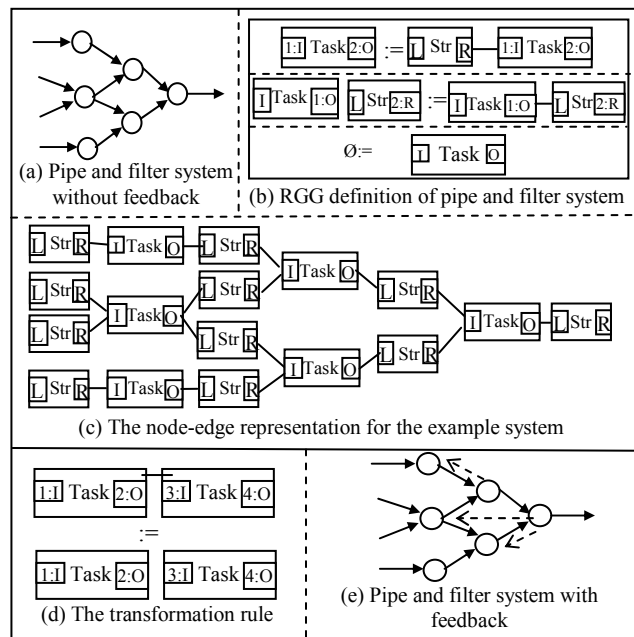 (a) Pipe and filter system
without feedback
1:I Task 2:O := L Str R 1:I Task 2:O
I Task 1:O L Str 2:R := I Task 1:O L Str 2:R
Ø:= I Task O
(b) RGG definition of pipe and filter system
L Str R I Task O L Str R
I Task O
L Str R
L Str R
L Str R
I Task O
L Str R
I Task O L Str R
L Str R
I Task O
L Str R
L Str R I Task O L Str R
(c) The node-edge representation for the example system
1:I Task 2:O 3:I Task 4:O
:=
1:I Task 2:O 3:I Task 4:O
(d) The transformation rule
(e) Pipe and filter system with
feedback